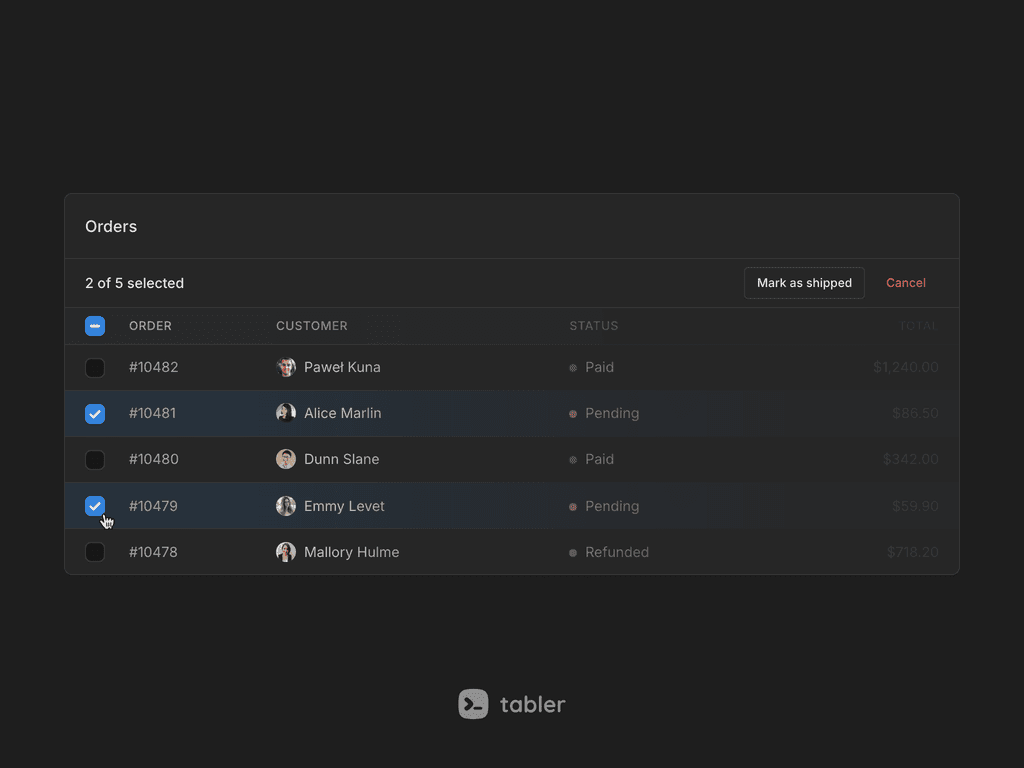 Orders
2 of 5 selected Mark as shipped Cancel
ORDER CUSTOMER STATUS TOTAL
#10482 Paweł Kuna Paid $1,240.00
#10481 Alice Marlin Pending $86.50
#10480 Dunn Slane Paid $342.00
#10479 Emmy Levet Pending $59.90
#10478 Mallory Hulme Refunded $718.20
tabler